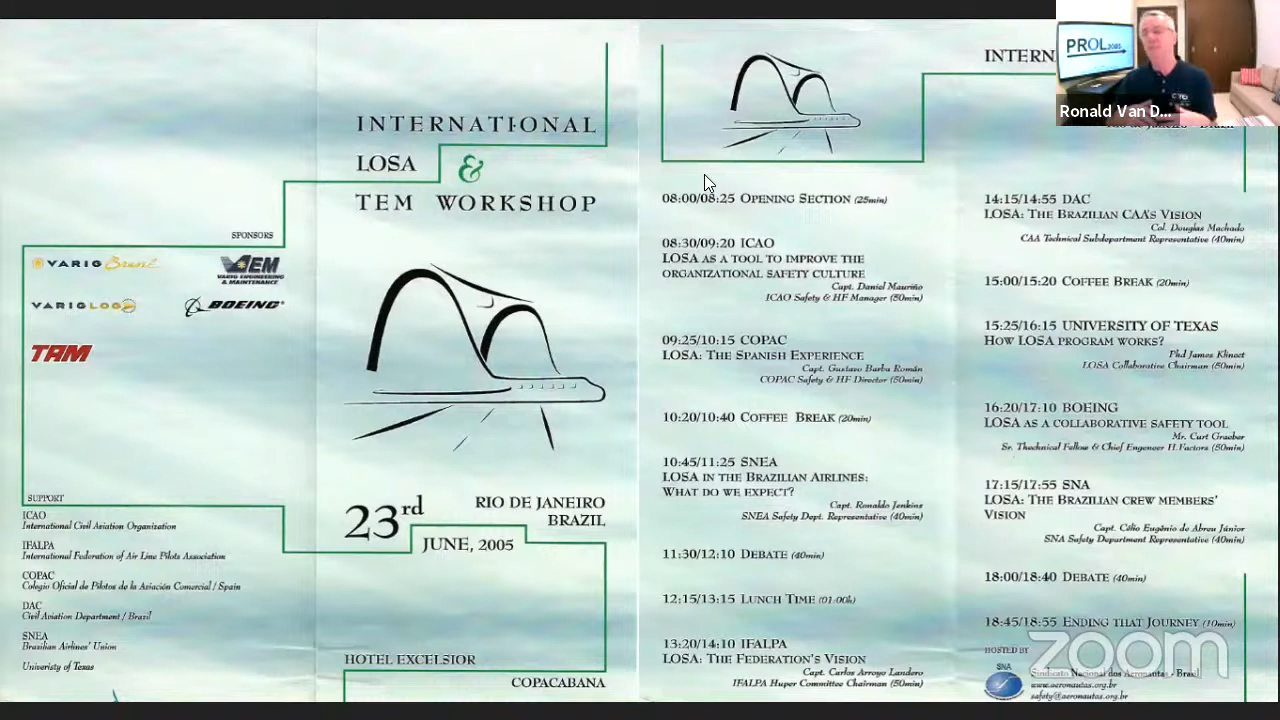 INTERNATIONAL
LOSA &
TEM WORKSHOP
SPONSORS
VARIG Brasil
AEM
VARIG ENGINEERING
& MAINTENANCE
VARIGLOG
BOEING
TAM
SUPPORT
ICAO
International Civil Aviation Organization
IFALPA
International Federation of Air Line Pilots Association
COPAC
Colegio Oficial de Pilotos de la Aviación Comercial / Spain
DAC
Civil Aviation Department / Brazil
SNEA
Brazilian Airlines' Union
Univeristy of Texas
23rd
RIO DE JANEIRO
BRAZIL
JUNE, 2005
HOTEL EXCELSIOR
COPACABANA
08:00/08:25 OPENING SECTION (25min)
08:30/09:20 ICAO
LOSA AS A TOOL TO IMPROVE THE
ORGANIZATIONAL SAFETY CULTURE
Capt. Daniel Mauriño
ICAO Safety & HF Manager (50min)
09:25/10:15 COPAC
LOSA: THE SPANISH EXPERIENCE
Capt. Gustavo Barba Román
COPAC Safety & HF Director (50min)
10:20/10:40 COFFEE BREAK (20min)
10:45/11:25 SNEA
LOSA IN THE BRAZILIAN AIRLINES:
WHAT DO WE EXPECT?
Capt. Ronaldo Jenkins
SNEA Safety Dept. Representative (40min)
11:30/12:10 DEBATE (40min)
12:15/13:15 LUNCH TIME (01:00h)
13:20/14:10 IFALPA
LOSA: THE FEDERATION'S VISION
Capt. Carlos Arroyo Landero
IFALPA Huper Committee Chairman (50min)
INTERN
14:15/14:55 DAC
LOSA: THE BRAZILIAN CAA'S VISION
Col. Douglas Machado
CAA Technical Subdepartment Representative (40min)
15:00/15:20 COFFEE BREAK (20min)
15:25/16:15 UNIVERSITY OF TEXAS
HOW LOSA PROGRAM WORKS?
Phd James Klinect
LOSA Collaborative Chairman (50min)
16:20/17:10 BOEING
LOSA AS A COLLABORATIVE SAFETY TOOL
Mr. Curt Graeber
Sr. Thechnical Fellow & Chief Engeneer H.Factors (50min)
17:15/17:55 SNA
LOSA: THE BRAZILIAN CREW MEMBERS'
VISION
Capt. Célio Eugênio de Abreu Júnior
SNA Safety Department Representative (40min)
18:00/18:40 DEBATE (40min)
18:45/18:55 ENDING THAT JOURNEY (10min)
HOSTED BY
SNA
Sindicato Nacional dos Aeronautas - Brasil
www.aeronautas.org.br
safety@aeronautas.org.br
zoom
PROL2005
Ronald Van D...